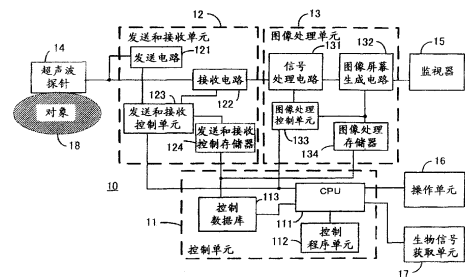 12
发送和接收单元
121
发送电路
14
超声波
探针
对象
18
接收电路
122
123
发送和接收
控制单元
124
发送和接收
控制存储器
13
图像处理单元
131
132
信号
处理电路
图像屏幕
生成电路
15
监视器
图像处理
控制单元
133
图像处理
存储器
134
10
11
控制
数据库
113
CPU
111
控制
程序单元
112
控制单元
16
操作单元
生物信号
获取单元
17